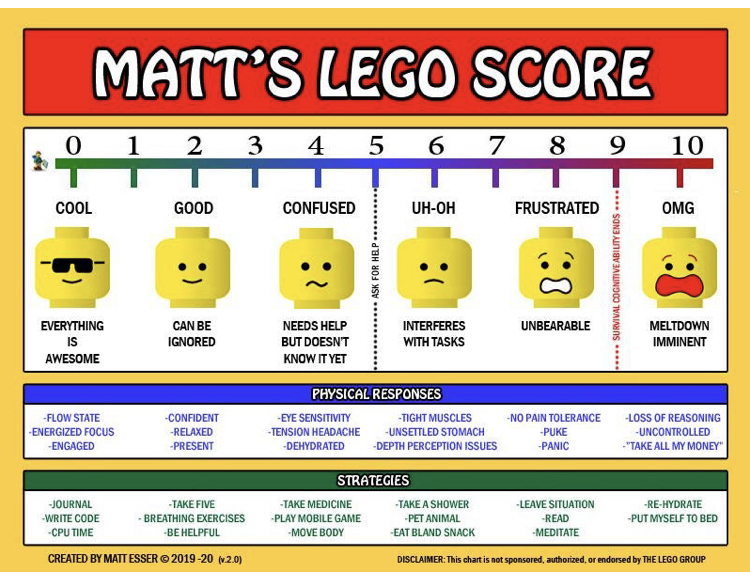 MATT'S LEGO SCORE
0 1 2 3 4 5 6 7 8 9 10
COOL GOOD CONFUSED UH-OH FRUSTRATED OMG
ASK FOR HELP
SURVIVAL COGNITIVE ABILITY ENDS
EVERYTHING CAN BE NEEDS HELP INTERFERES UNBEARABLE MELTDOWN
IS IGNORED BUT DOESN'T WITH TASKS IMMINENT
AWESOME KNOW IT YET
PHYSICAL RESPONSES
-FLOW STATE -CONFIDENT -EYE SENSITIVITY -TIGHT MUSCLES -NO PAIN TOLERANCE -LOSS OF REASONING
-ENERGIZED FOCUS -RELAXED -TENSION HEADACHE -UNSETTLED STOMACH -PUKE -UNCONTROLLED
-ENGAGED -PRESENT -DEHYDRATED -DEPTH PERCEPTION ISSUES -PANIC -"TAKE ALL MY MONEY"
STRATEGIES
-JOURNAL -TAKE FIVE -TAKE MEDICINE -TAKE A SHOWER -LEAVE SITUATION -RE-HYDRATE
-WRITE CODE - BREATHING EXERCISES -PLAY MOBILE GAME -PET ANIMAL -READ -PUT MYSELF TO BED
-CPU TIME -BE HELPFUL -MOVE BODY -EAT BLAND SNACK -MEDITATE
CREATED BY MATT ESSER © 2019 -20 (v.2.0) DISCLAIMER: This chart is not sponsored, authorized, or endorsed by THE LEGO GROUP